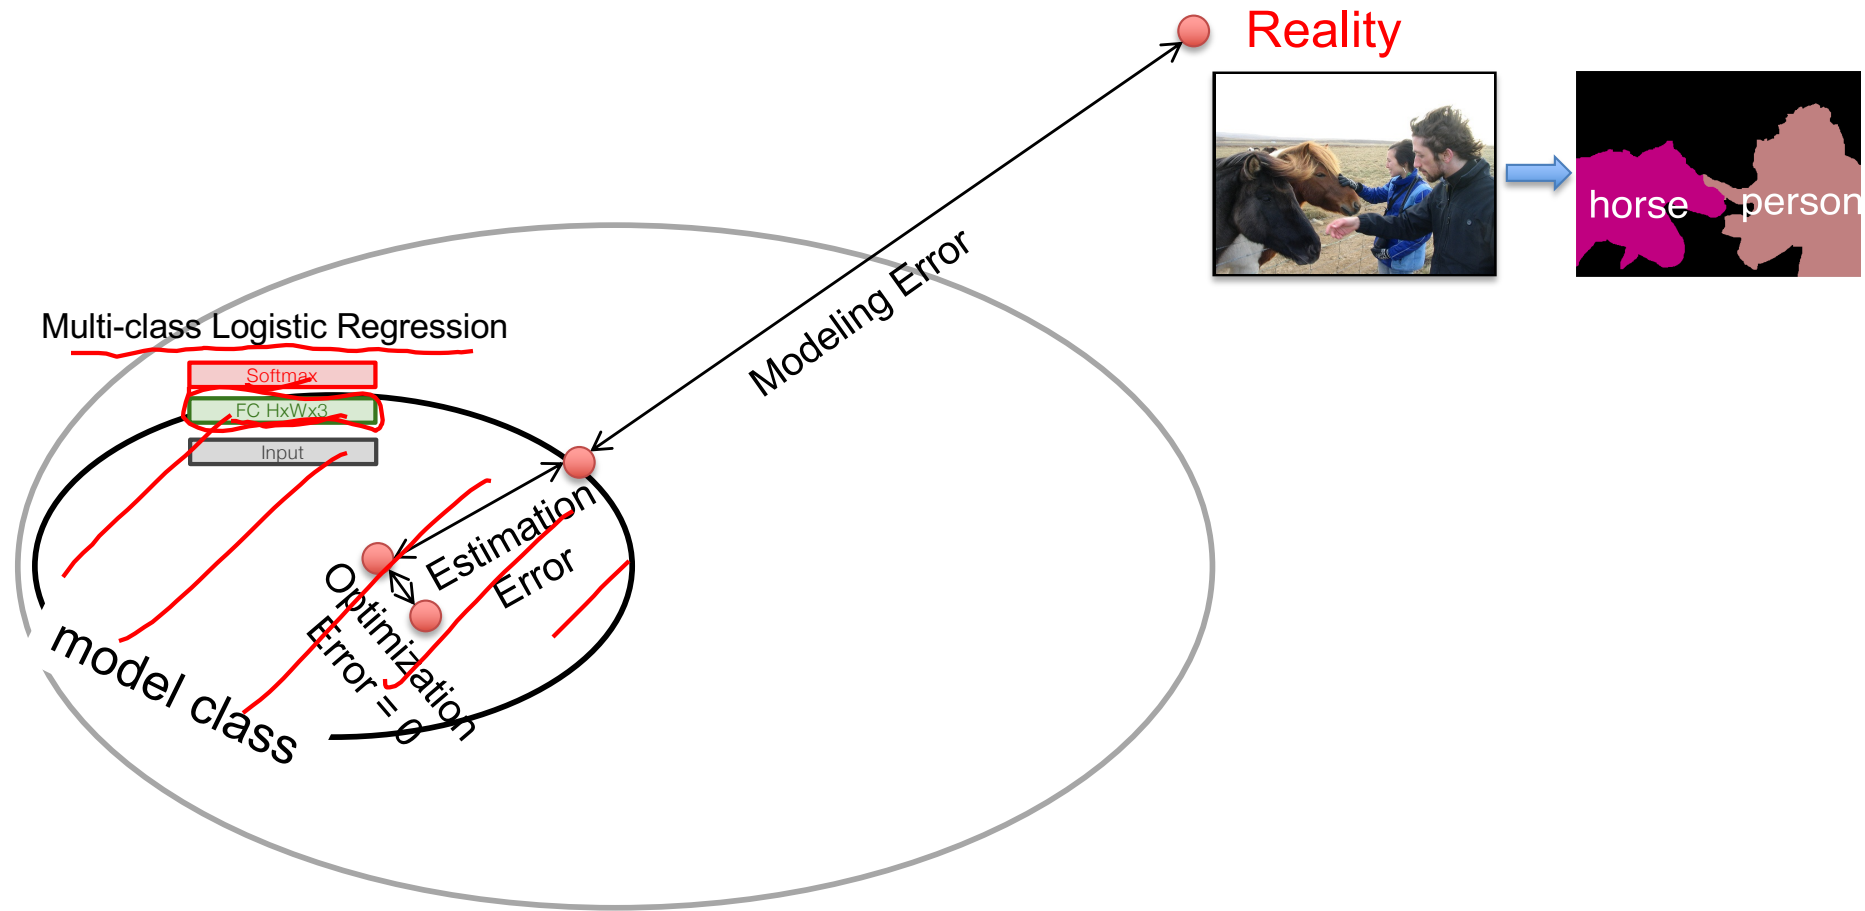 Reality
horse
person
Modeling Error
Multi-class Logistic Regression
Softmax
FC HxWx3
Input
Estimation
Error
Optimization
Error = 0
model class